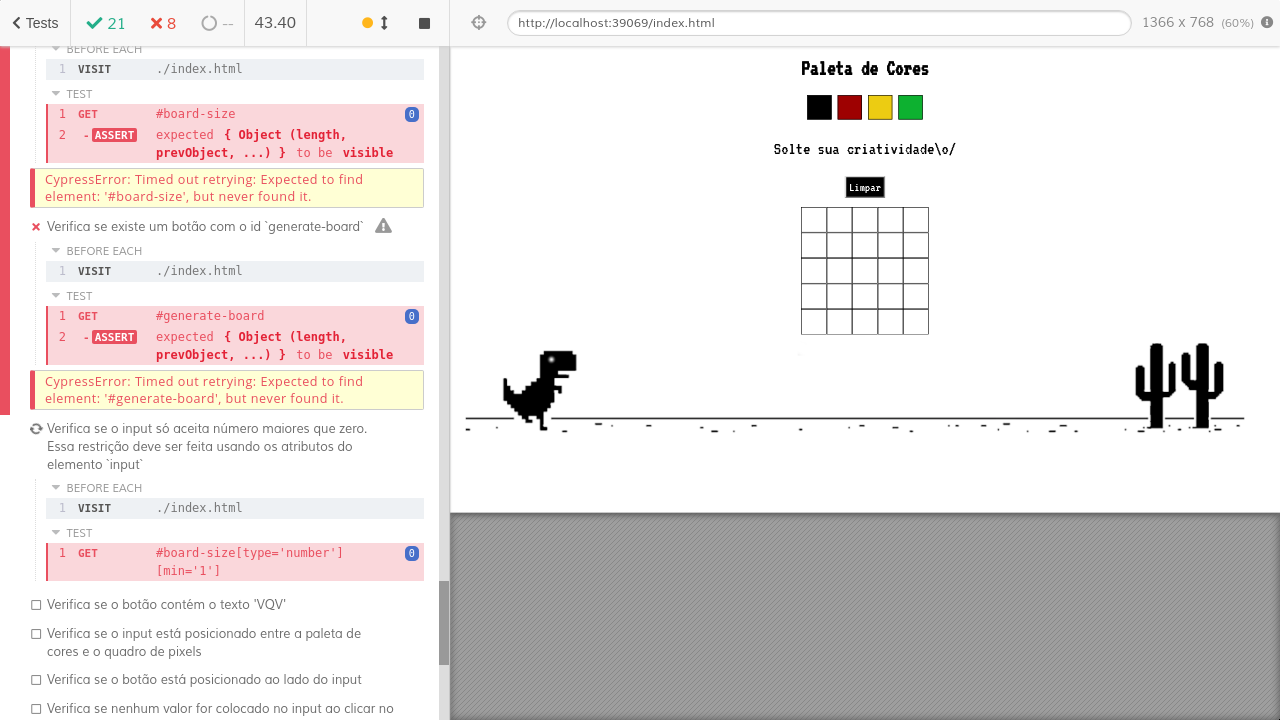 Tests 21 8 -- 43.40
BEFORE EACH
1 VISIT ./index.html
TEST
1 GET #board-size 0
2 -ASSERT expected { Object (length,
prevObject, ...) } to be visible
CypressError: Timed out retrying: Expected to find
element: '#board-size', but never found it.
Verifica se existe um botão com o id `generate-board`
BEFORE EACH
1 VISIT ./index.html
TEST
1 GET #generate-board 0
2 -ASSERT expected { Object (length,
prevObject, ...) } to be visible
CypressError: Timed out retrying: Expected to find
element: '#generate-board', but never found it.
Verifica se o input só aceita número maiores que zero.
Essa restrição deve ser feita usando os atributos do
elemento `input`
BEFORE EACH
1 VISIT ./index.html
TEST
1 GET #board-size[type='number'] 0
[min='1']
Verifica se o botão contém o texto 'VQV'
Verifica se o input está posicionado entre a paleta de
cores e o quadro de pixels
Verifica se o botão está posicionado ao lado do input
Verifica se nenhum valor for colocado no input ao clicar no
http://localhost:39069/index.html
1366 x 768 (60%)
Paleta de Cores
Solte sua criatividade\o/
Limpar